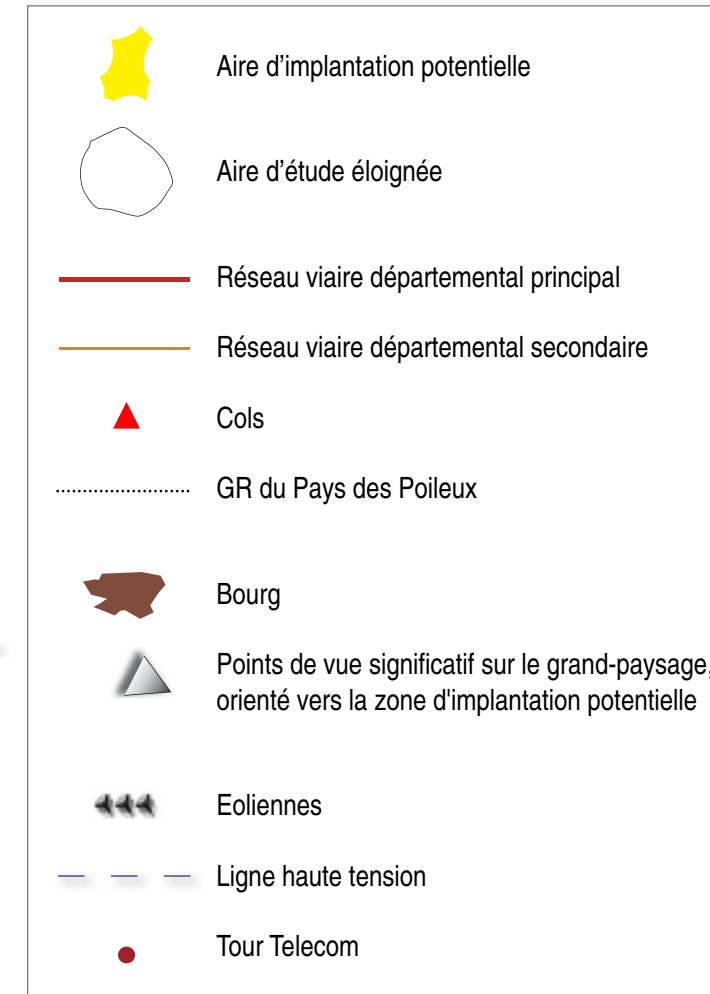 Aire d’implantation potentielle
Aire d’étude éloignée
Réseau viaire départemental principal
Réseau viaire départemental secondaire
Cols
GR du Pays des Poileux
Bourg
Points de vue significatif sur le grand-paysage,
orienté vers la zone d'implantation potentielle
Eoliennes
Ligne haute tension
Tour Telecom